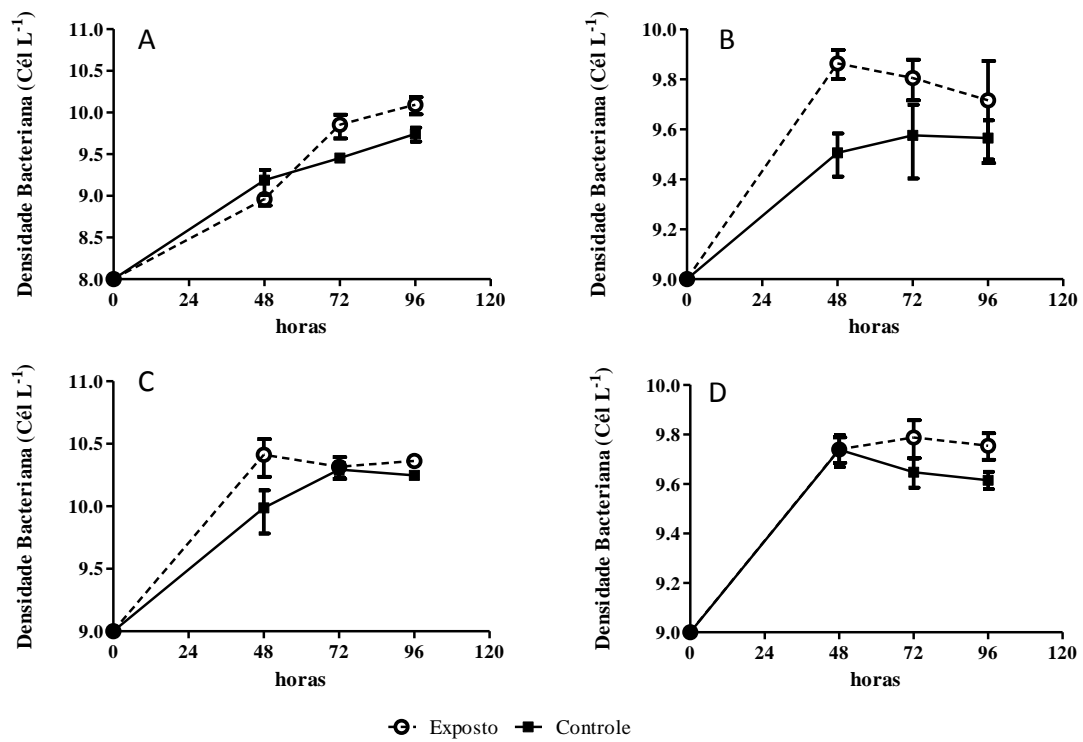 A
Densidade Bacteriana (Cél L-1)
11.0
10.5
10.0
9.5
9.0
8.5
8.0
0 24 48 72 96 120
horas
B
Densidade Bacteriana (Cél L-1)
10.0
9.8
9.6
9.4
9.2
9.0
0 24 48 72 96 120
horas
C
Densidade Bacteriana (Cél L-1)
11.0
10.5
10.0
9.5
9.0
0 24 48 72 96 120
horas
D
Densidade Bacteriana (Cél L-1)
10.0
9.8
9.6
9.4
9.2
9.0
0 24 48 72 96 120
horas
Exposto Controle